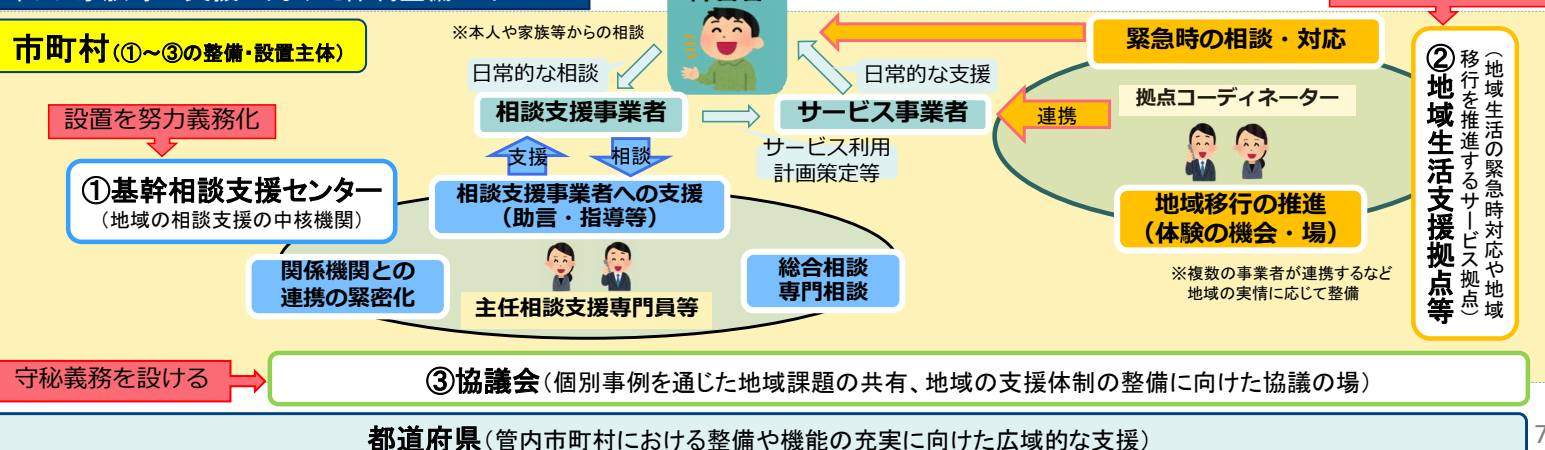 市町村(①~③の整備・設置主体)
※本人や家族等からの相談
日常的な相談
日常的な支援
相談支援事業者
サービス事業者
サービス利用
計画策定等
支援
相談
設置を努力義務化
①基幹相談支援センター
(地域の相談支援の中核機関)
相談支援事業者への支援
(助言・指導等)
関係機関との
連携の緊密化
主任相談支援専門員等
総合相談
専門相談
緊急時の相談・対応
拠点コーディネーター
連携
地域移行の推進
(体験の機会・場)
※複数の事業者が連携するなど
地域の実情に応じて整備
②地域生活支援拠点等
(地域生活の緊急時対応や地域
移行を推進するサービス拠点)
守秘義務を設ける
③協議会(個別事例を通じた地域課題の共有、地域の支援体制の整備に向けた協議の場)
都道府県(管内市町村における整備や機能の充実に向けた広域的な支援)
7